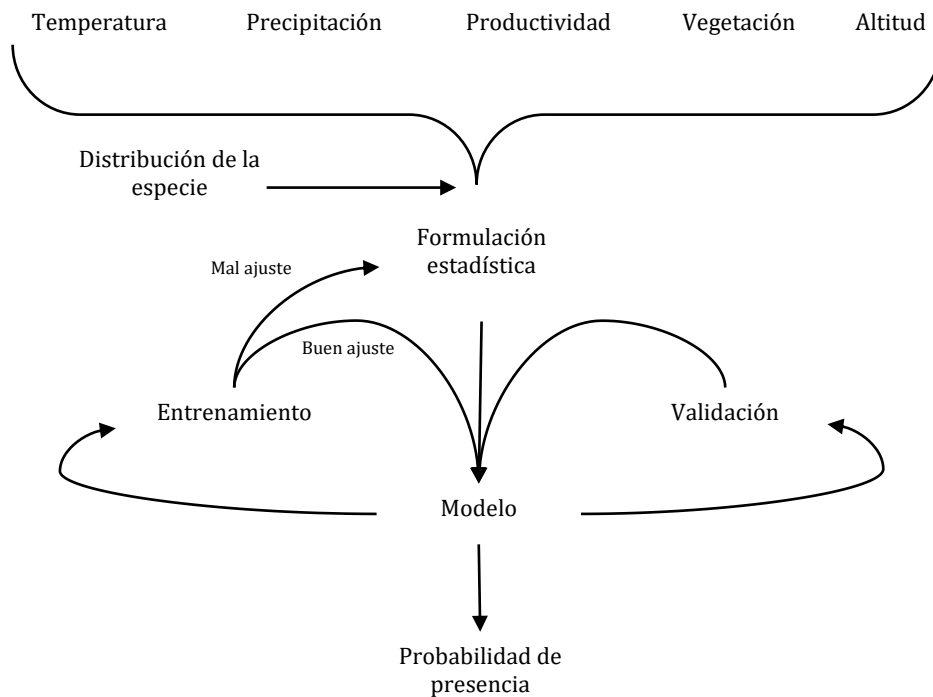 Temperatura Precipitación Productividad Vegetación Altitud
Distribución de la
especie
Formulación
estadística
Mal ajuste
Buen ajuste
Entrenamiento
Validación
Modelo
Probabilidad de
presencia